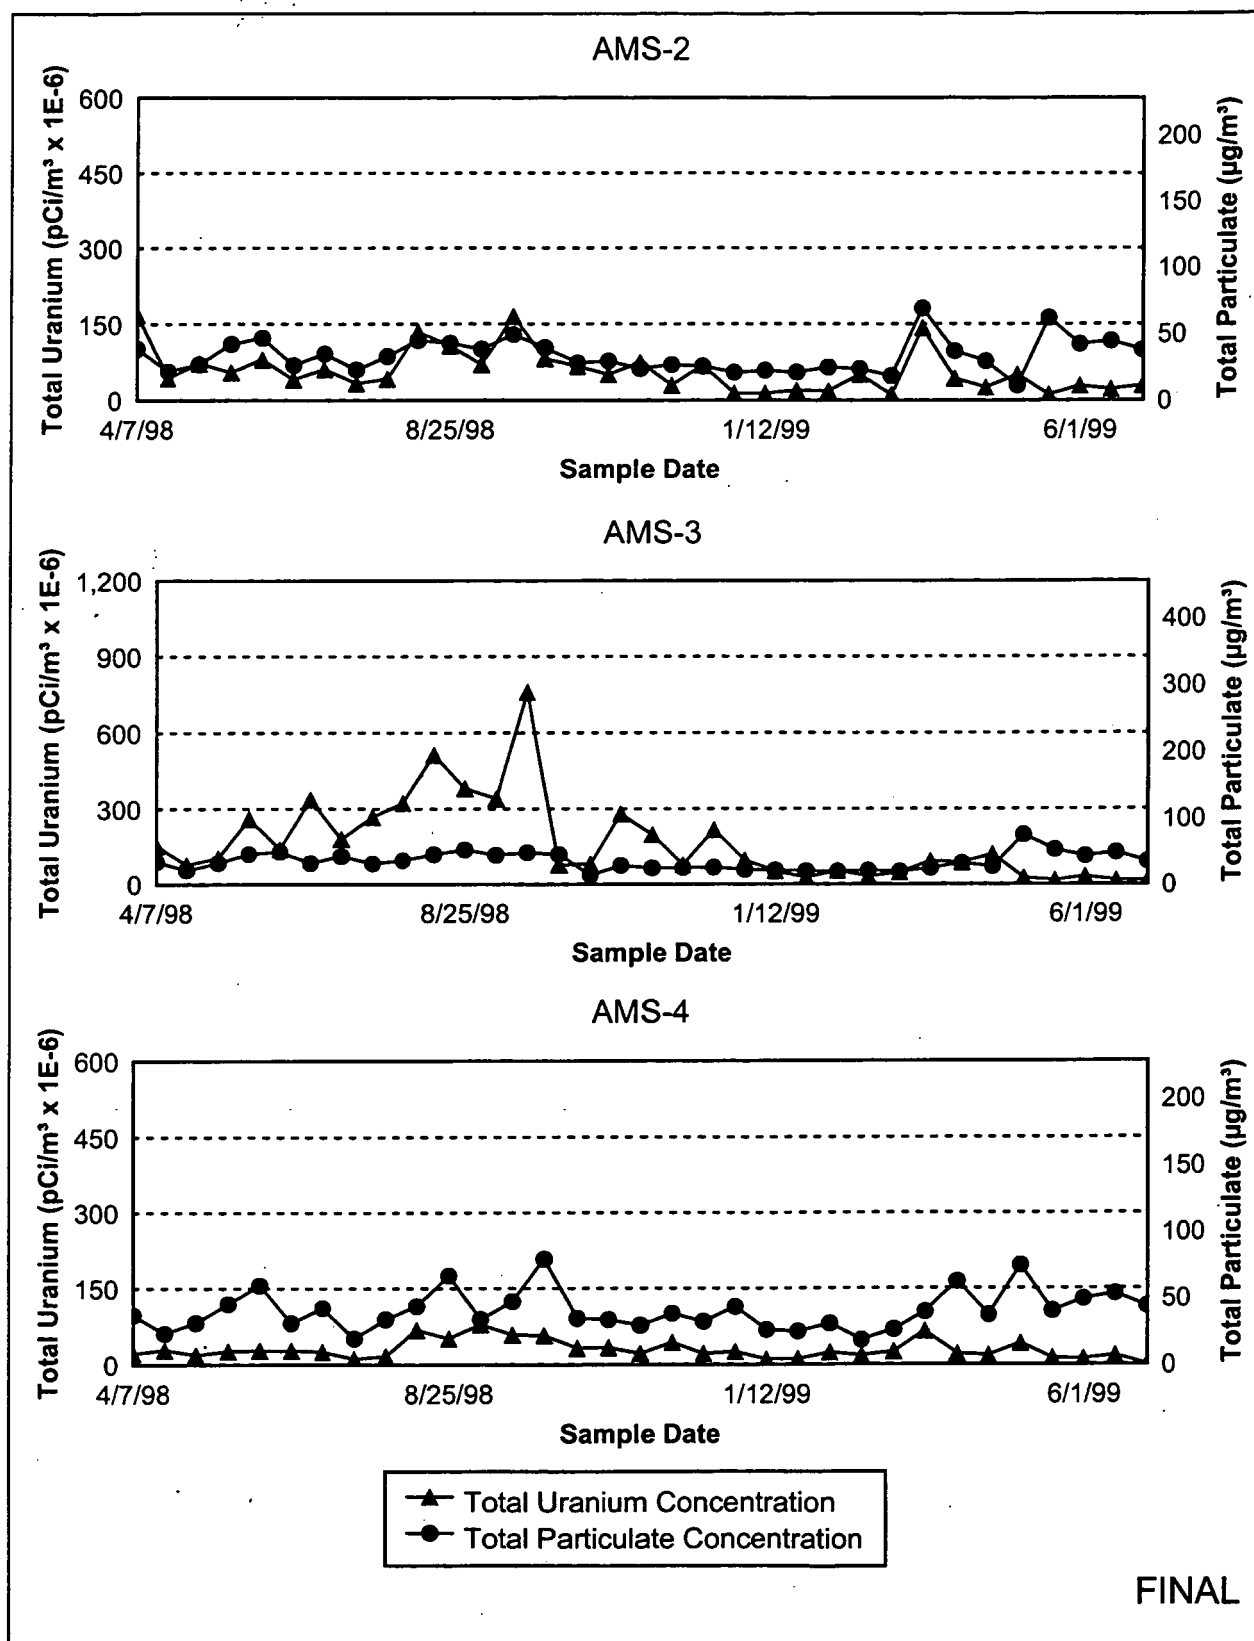 AMS-2
Total Uranium (pCi/m³ x 1E-6)
600
450
300
150
0
200
150
100
50
0
Total Particulate (µg/m³)
4/7/98 8/25/98 1/12/99 6/1/99
Sample Date
AMS-3
Total Uranium (pCi/m³ x 1E-6)
1,200
900
600
300
0
400
300
200
100
0
Total Particulate (µg/m³)
4/7/98 8/25/98 1/12/99 6/1/99
Sample Date
AMS-4
Total Uranium (pCi/m³ x 1E-6)
600
450
300
150
0
200
150
100
50
0
Total Particulate (µg/m³)
4/7/98 8/25/98 1/12/99 6/1/99
Sample Date
Total Uranium Concentration
Total Particulate Concentration
FINAL